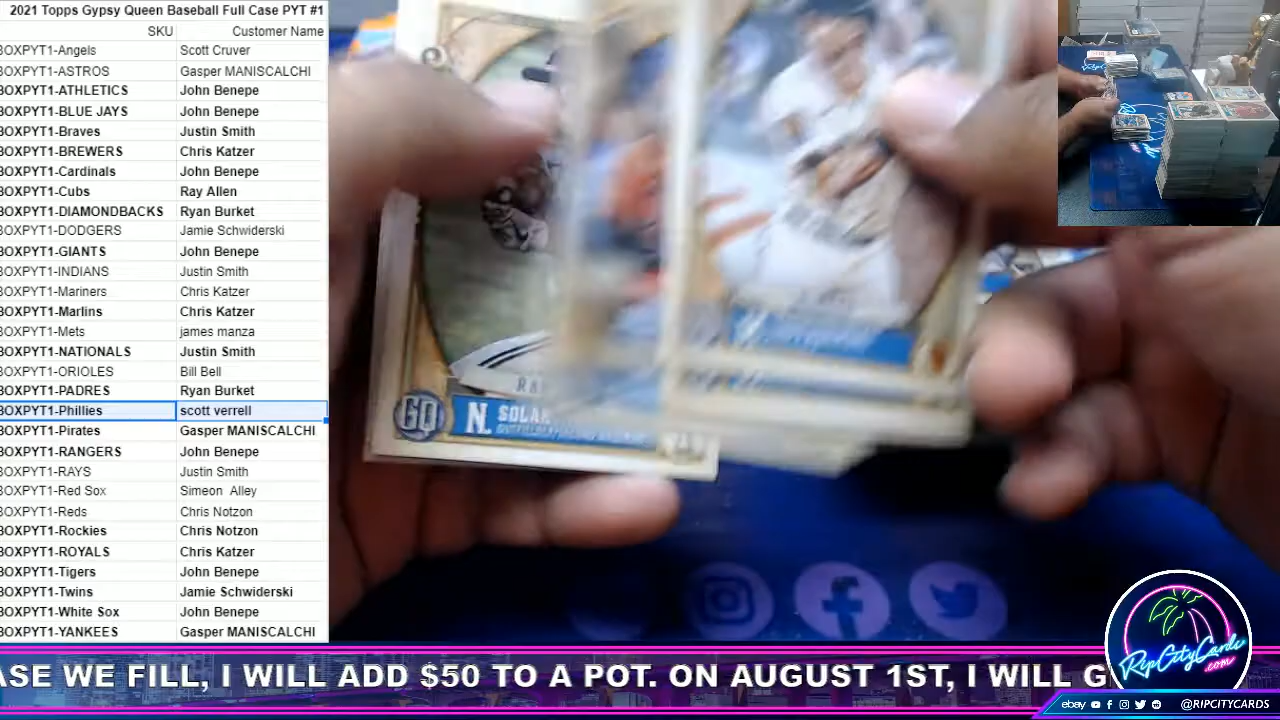 2021 Topps Gypsy Queen Baseball Full Case PYT #1
SKU Customer Name
BOXPYT1-Angels Scott Cruver
BOXPYT1-ASTROS Gasper MANISCALCHI
BOXPYT1-ATHLETICS John Benepe
BOXPYT1-BLUE JAYS John Benepe
BOXPYT1-Braves Justin Smith
BOXPYT1-BREWERS Chris Katzer
BOXPYT1-Cardinals John Benepe
BOXPYT1-Cubs Ray Allen
BOXPYT1-DIAMONDBACKS Ryan Burket
BOXPYT1-DODGERS Jamie Schwiderski
BOXPYT1-GIANTS John Benepe
BOXPYT1-INDIANS Justin Smith
BOXPYT1-Mariners Chris Katzer
BOXPYT1-Marlins Chris Katzer
BOXPYT1-Mets james manza
BOXPYT1-NATIONALS Justin Smith
BOXPYT1-ORIOLES Bill Bell
BOXPYT1-PADRES Ryan Burket
BOXPYT1-Phillies scott verrell
BOXPYT1-Pirates Gasper MANISCALCHI
BOXPYT1-RANGERS John Benepe
BOXPYT1-RAYS Justin Smith
BOXPYT1-Red Sox Simeon Alley
BOXPYT1-Reds Chris Notzon
BOXPYT1-Rockies Chris Notzon
BOXPYT1-ROYALS Chris Katzer
BOXPYT1-Tigers John Benepe
BOXPYT1-Twins Jamie Schwiderski
BOXPYT1-White Sox John Benepe
BOXPYT1-YANKEES Gasper MANISCALCHI
GQ N. SOLAK
RipCityCards
.com
ASE WE FILL, I WILL ADD $50 TO A POT. ON AUGUST 1ST, I WILL G
ebay @RIPCITYCARDS